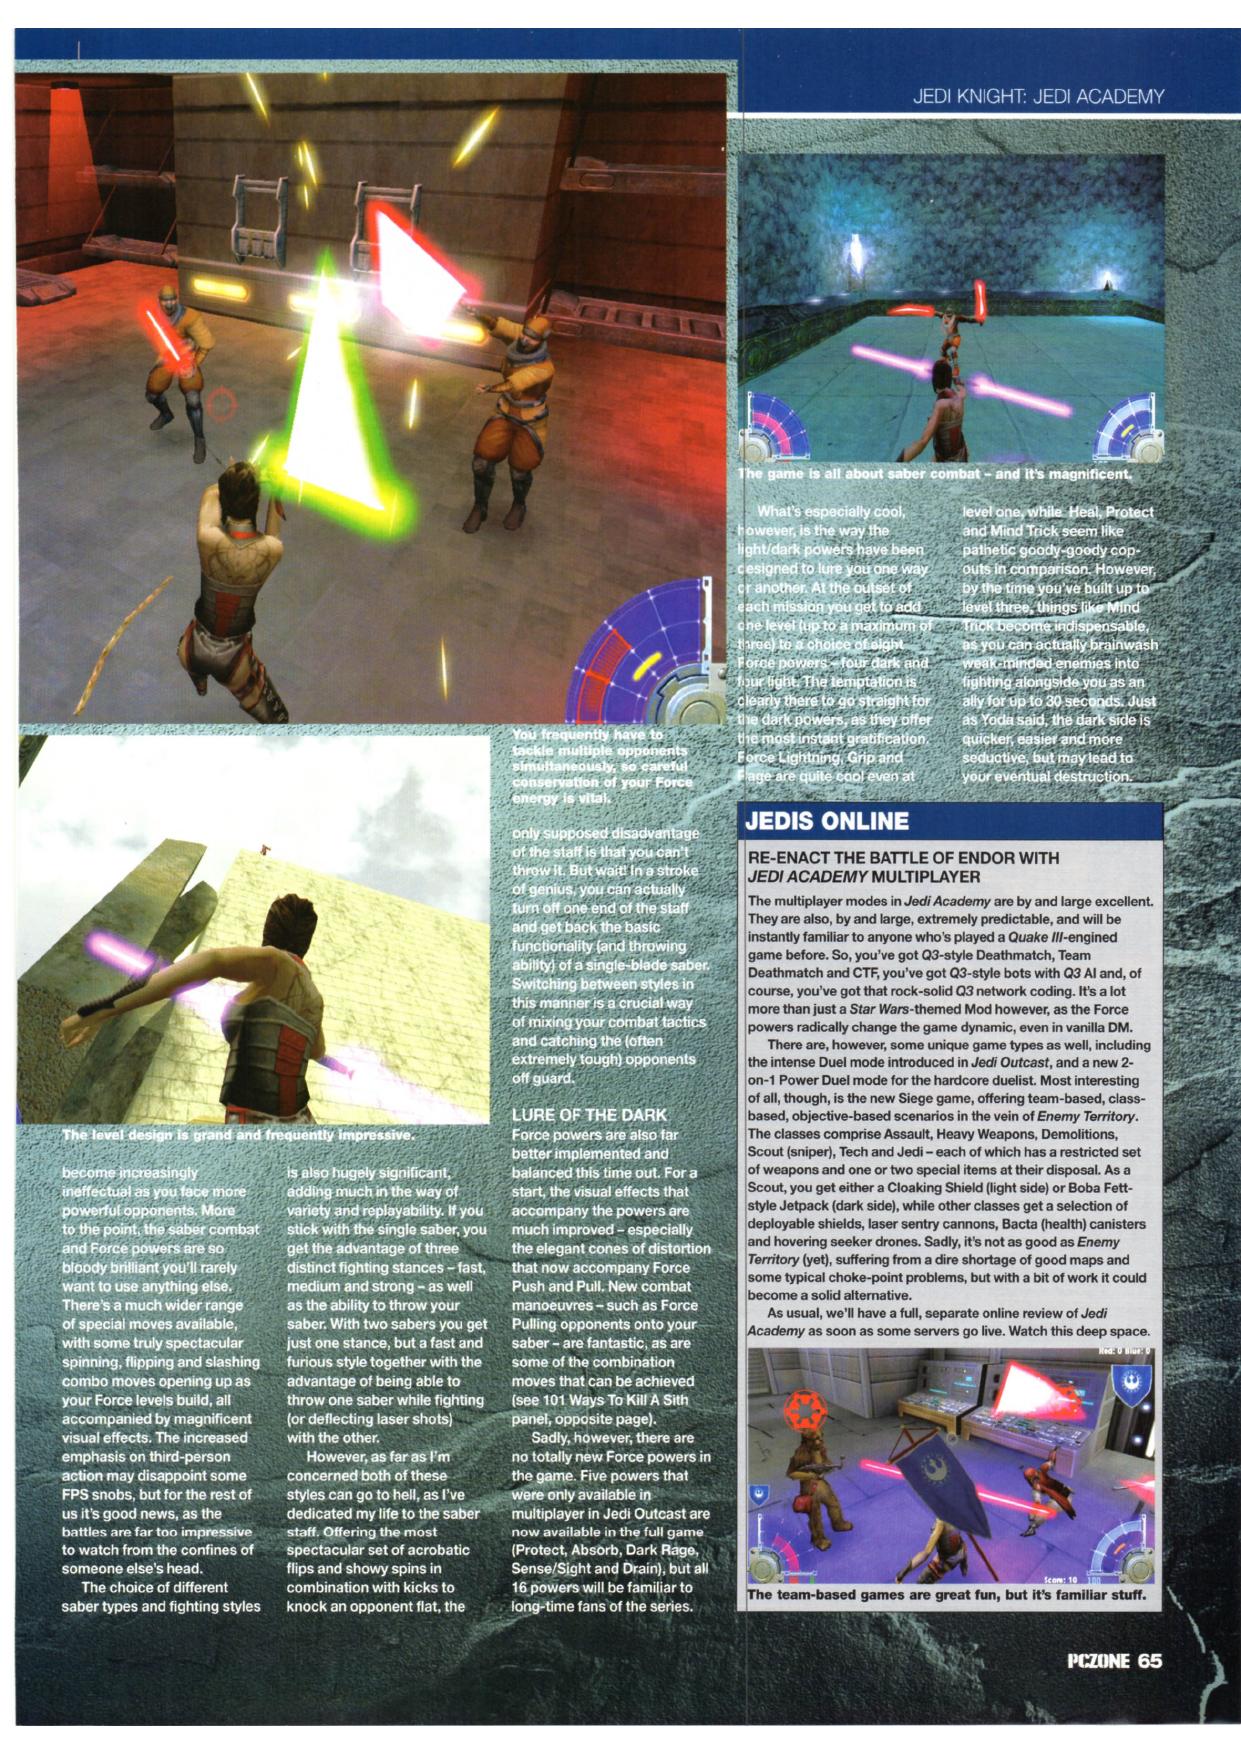 JEDI KNIGHT: JEDI ACADEMY
The game is all about saber combat – and it's magnificent.
You frequently have to
tackle multiple opponents
simultaneously, so careful
conservation of your Force
energy is vital.
The level design is grand and frequently impressive.
become increasingly
ineffectual as you face more
powerful opponents. More
to the point, the saber combat
and Force powers are so
bloody brilliant you'll rarely
want to use anything else.
There's a much wider range
of special moves available,
with some truly spectacular
spinning, flipping and slashing
combo moves opening up as
your Force levels build, all
accompanied by magnificent
visual effects. The increased
emphasis on third-person
action may disappoint some
FPS snobs, but for the rest of
us it's good news, as the
battles are far too impressive
to watch from the confines of
someone else's head.
The choice of different
saber types and fighting styles
is also hugely significant,
adding much in the way of
variety and replayability. If you
stick with the single saber, you
get the advantage of three
distinct fighting stances – fast,
medium and strong – as well
as the ability to throw your
saber. With two sabers you get
just one stance, but a fast and
furious style together with the
advantage of being able to
throw one saber while fighting
(or deflecting laser shots)
with the other.
However, as far as I'm
concerned both of these
styles can go to hell, as I've
dedicated my life to the saber
staff. Offering the most
spectacular set of acrobatic
flips and showy spins in
combination with kicks to
knock an opponent flat, the
only supposed disadvantage
of the staff is that you can't
throw it. But wait! In a stroke
of genius, you can actually
turn off one end of the staff
and get back the basic
functionality (and throwing
ability) of a single-blade saber.
Switching between styles in
this manner is a crucial way
of mixing your combat tactics
and catching the (often
extremely tough) opponents
off guard.
LURE OF THE DARK
Force powers are also far
better implemented and
balanced this time out. For a
start, the visual effects that
accompany the powers are
much improved – especially
the elegant cones of distortion
that now accompany Force
Push and Pull. New combat
manoeuvres – such as Force
Pulling opponents onto your
saber – are fantastic, as are
some of the combination
moves that can be achieved
(see 101 Ways To Kill A Sith
panel, opposite page).
Sadly, however, there are
no totally new Force powers in
the game. Five powers that
were only available in
multiplayer in Jedi Outcast are
now available in the full game
(Protect, Absorb, Dark Rage,
Sense/Sight and Drain), but all
16 powers will be familiar to
long-time fans of the series.
What's especially cool,
however, is the way the
light/dark powers have been
designed to lure you one way
or another. At the outset of
each mission you get to add
one level (up to a maximum of
three) to a choice of eight
Force powers – four dark and
four light. The temptation is
clearly there to go straight for
the dark powers, as they offer
the most instant gratification.
Force Lightning, Grip and
Rage are quite cool even at
level one, while Heal, Protect
and Mind Trick seem like
pathetic goody-goody cop-
outs in comparison. However,
by the time you've built up to
level three, things like Mind
Trick become indispensable,
as you can actually brainwash
weak-minded enemies into
fighting alongside you as an
ally for up to 30 seconds. Just
as Yoda said, the dark side is
quicker, easier and more
seductive, but may lead to
your eventual destruction.
JEDIS ONLINE
RE-ENACT THE BATTLE OF ENDOR WITH
JEDI ACADEMY MULTIPLAYER
The multiplayer modes in Jedi Academy are by and large excellent.
They are also, by and large, extremely predictable, and will be
instantly familiar to anyone who's played a Quake III-engined
game before. So, you've got Q3-style Deathmatch, Team
Deathmatch and CTF, you've got Q3-style bots with Q3 AI and, of
course, you've got that rock-solid Q3 network coding. It's a lot
more than just a Star Wars-themed Mod however, as the Force
powers radically change the game dynamic, even in vanilla DM.
There are, however, some unique game types as well, including
the intense Duel mode introduced in Jedi Outcast, and a new 2-
on-1 Power Duel mode for the hardcore duelist. Most interesting
of all, though, is the new Siege game, offering team-based, class-
based, objective-based scenarios in the vein of Enemy Territory.
The classes comprise Assault, Heavy Weapons, Demolitions,
Scout (sniper), Tech and Jedi – each of which has a restricted set
of weapons and one or two special items at their disposal. As a
Scout, you get either a Cloaking Shield (light side) or Boba Fett-
style Jetpack (dark side), while other classes get a selection of
deployable shields, laser sentry cannons, Bacta (health) canisters
and hovering seeker drones. Sadly, it's not as good as Enemy
Territory (yet), suffering from a dire shortage of good maps and
some typical choke-point problems, but with a bit of work it could
become a solid alternative.
As usual, we'll have a full, separate online review of Jedi
Academy as soon as some servers go live. Watch this deep space.
Red: 0 Blue: 0
Score: 10
100
The team-based games are great fun, but it's familiar stuff.
PCZONE 65